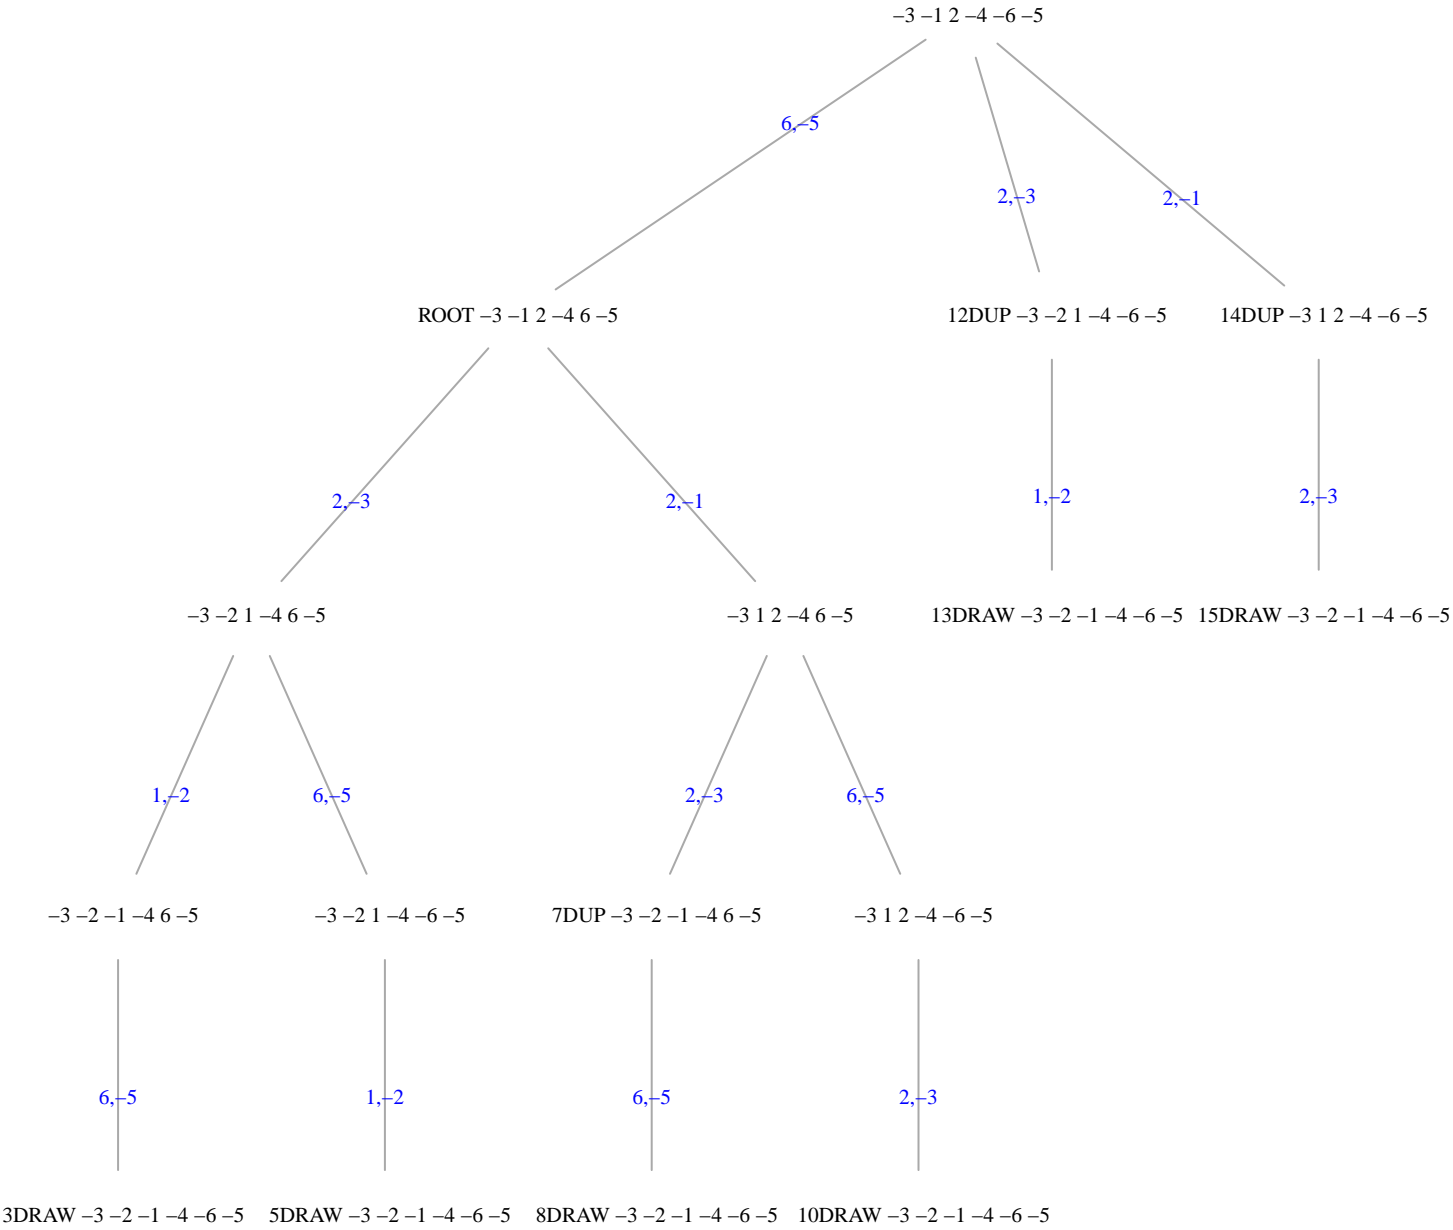 –3 –1 2 –4 –6 –5
6,–5
2,–3
2,–1
ROOT –3 –1 2 –4 6 –5
12DUP –3 –2 1 –4 –6 –5
14DUP –3 1 2 –4 –6 –5
2,–3
2,–1
1,–2
2,–3
–3 –2 1 –4 6 –5
–3 1 2 –4 6 –5
13DRAW –3 –2 –1 –4 –6 –5
15DRAW –3 –2 –1 –4 –6 –5
1,–2
6,–5
2,–3
6,–5
–3 –2 –1 –4 6 –5
–3 –2 1 –4 –6 –5
7DUP –3 –2 –1 –4 6 –5
–3 1 2 –4 –6 –5
6,–5
1,–2
6,–5
2,–3
3DRAW –3 –2 –1 –4 –6 –5
5DRAW –3 –2 –1 –4 –6 –5
8DRAW –3 –2 –1 –4 –6 –5
10DRAW –3 –2 –1 –4 –6 –5